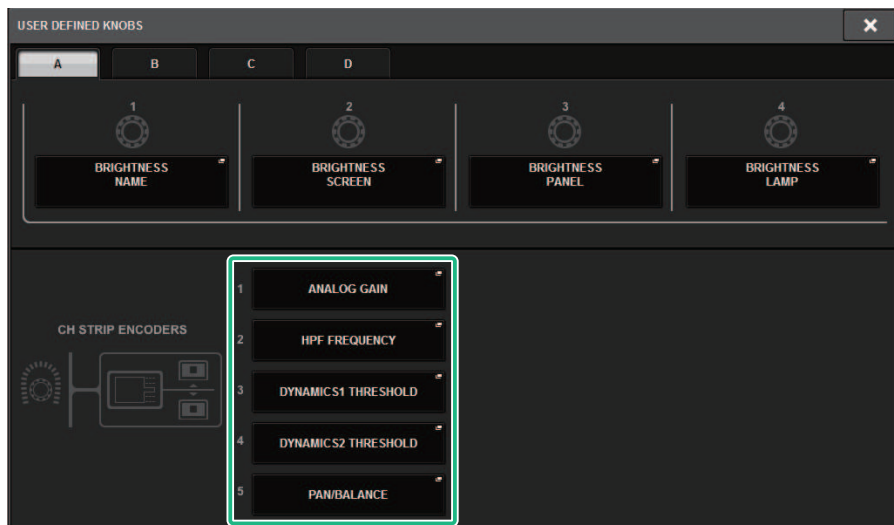 USER DEFINED KNOBS
A B C D
1 2 3 4
BRIGHTNESS NAME
BRIGHTNESS SCREEN
BRIGHTNESS PANEL
BRIGHTNESS LAMP
CH STRIP ENCODERS
1 ANALOG GAIN
2 HPF FREQUENCY
3 DYNAMICS1 THRESHOLD
4 DYNAMICS2 THRESHOLD
5 PAN/BALANCE